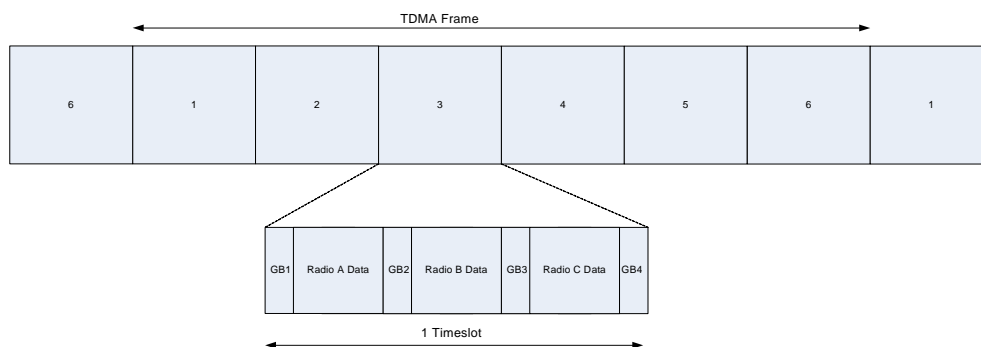 TDMA Frame
6 1 2 3 4 5 6 1
GB1 Radio A Data GB2 Radio B Data GB3 Radio C Data GB4
1 Timeslot